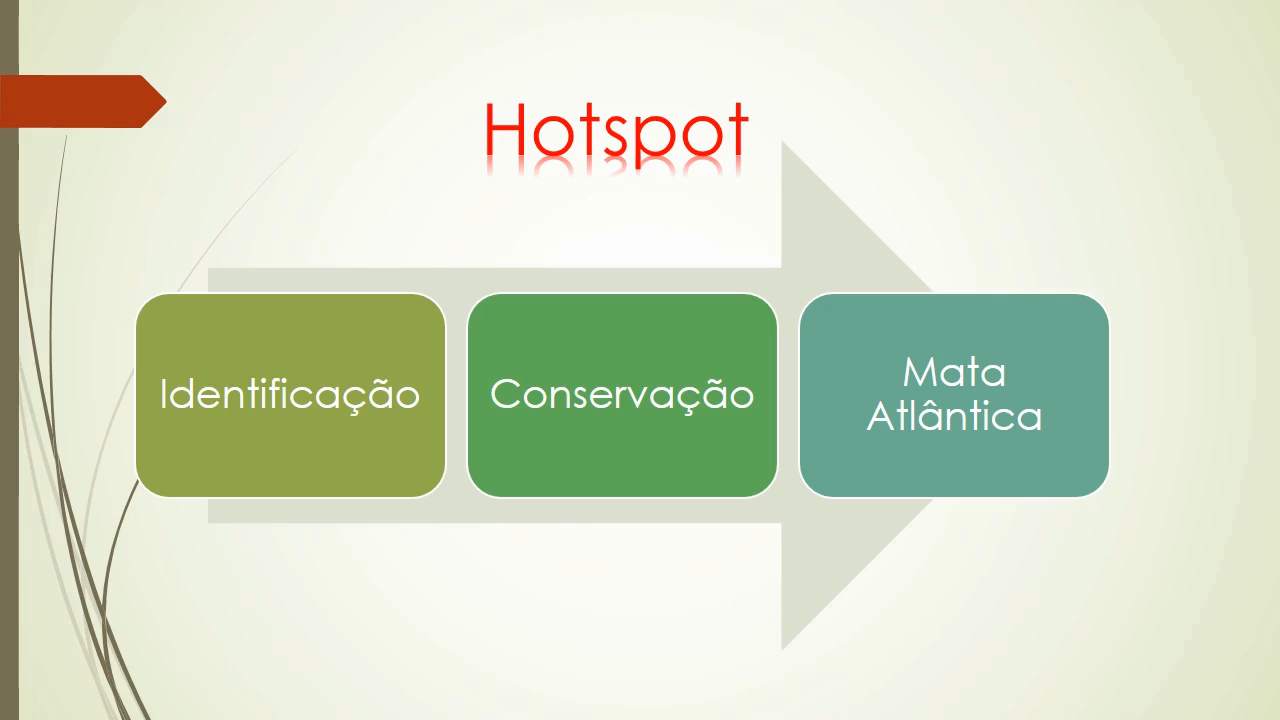 Hotspot
Identificação
Conservação
Mata
Atlântica